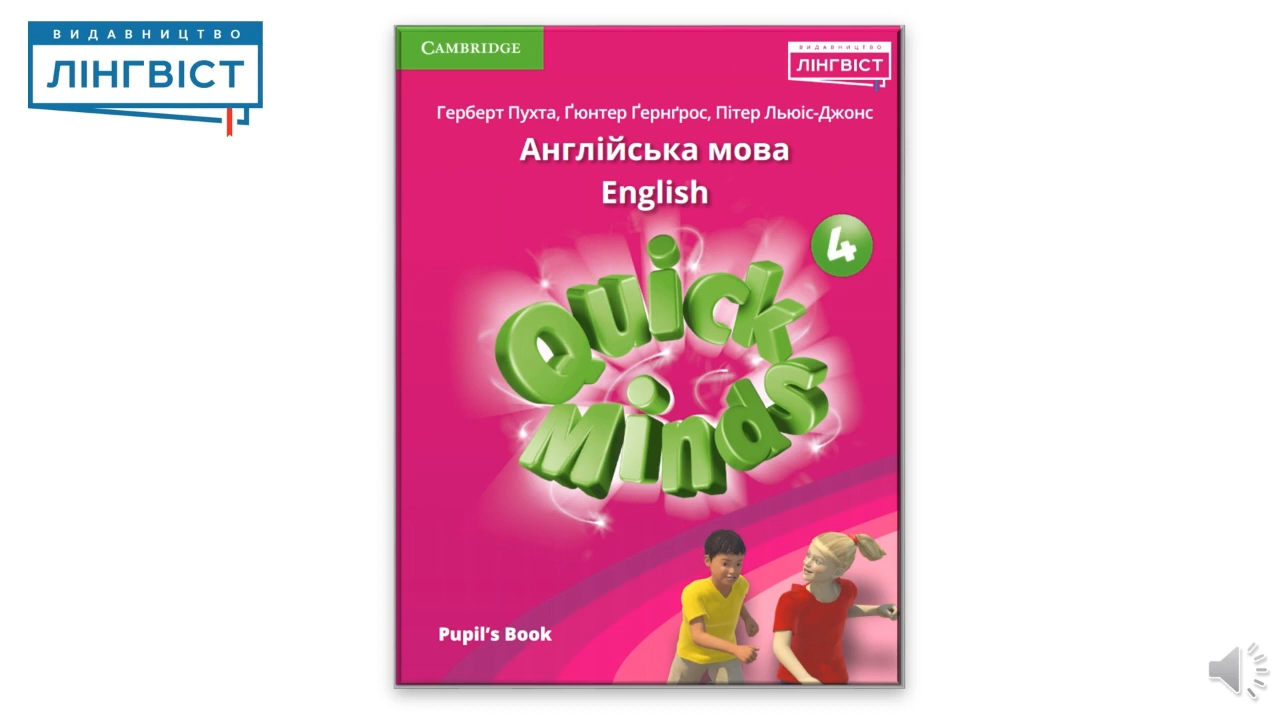 ВИДАВНИЦТВО
ЛІНГВІСТ
CAMBRIDGE
ВИДАВНИЦТВО
ЛІНГВІСТ
Герберт Пухта, Ґюнтер Ґернґрос, Пітер Льюіс-Джонс
Англійська мова
English
4
Quick
Minds
Pupil's Book